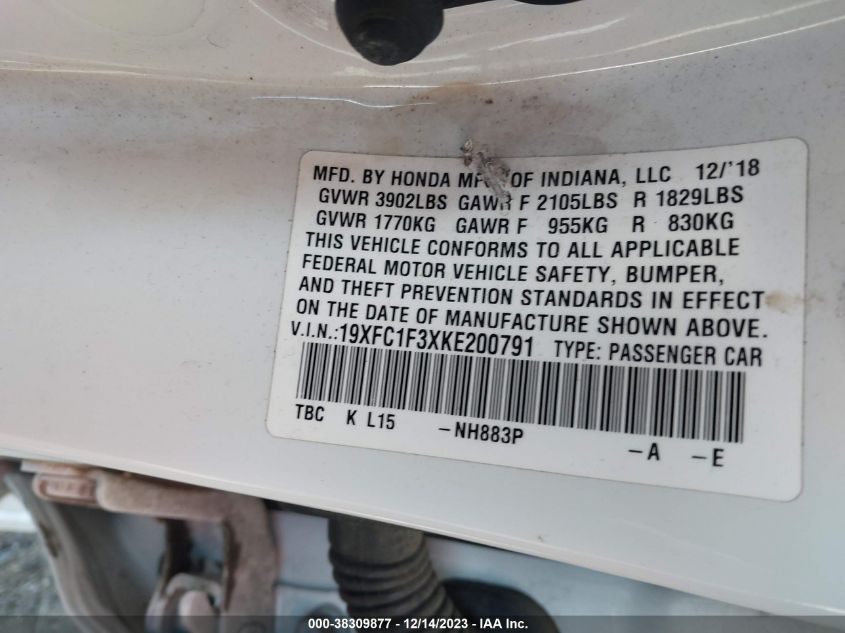 MFD. BY HONDA MFG OF INDIANA, LLC 12/'18
GVWR 3902LBS GAWR F 2105LBS R 1829LBS
GVWR 1770KG GAWR F 955KG R 830KG
THIS VEHICLE CONFORMS TO ALL APPLICABLE
FEDERAL MOTOR VEHICLE SAFETY, BUMPER,
AND THEFT PREVENTION STANDARDS IN EFFECT
ON THE DATE OF MANUFACTURE SHOWN ABOVE.
V.I.N.:19XFC1F3XKE200791 TYPE: PASSENGER CAR
TBC K L15 -NH883P -A -E
000-38309877 - 12/14/2023 - IAA Inc.